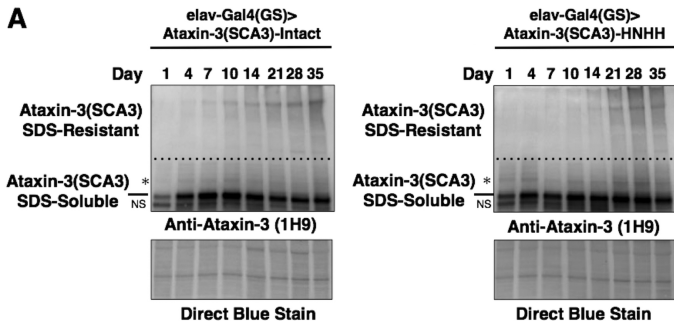 A
elav-Gal4(GS)>
Ataxin-3(SCA3)-Intact
Day 1 4 7 10 14 21 28 35
Ataxin-3(SCA3)
SDS-Resistant
Ataxin-3(SCA3) *
SDS-Soluble NS
Anti-Ataxin-3 (1H9)
Direct Blue Stain
elav-Gal4(GS)>
Ataxin-3(SCA3)-HNHH
Day 1 4 7 10 14 21 28 35
Ataxin-3(SCA3)
SDS-Resistant
Ataxin-3(SCA3) *
SDS-Soluble NS
Anti-Ataxin-3 (1H9)
Direct Blue Stain